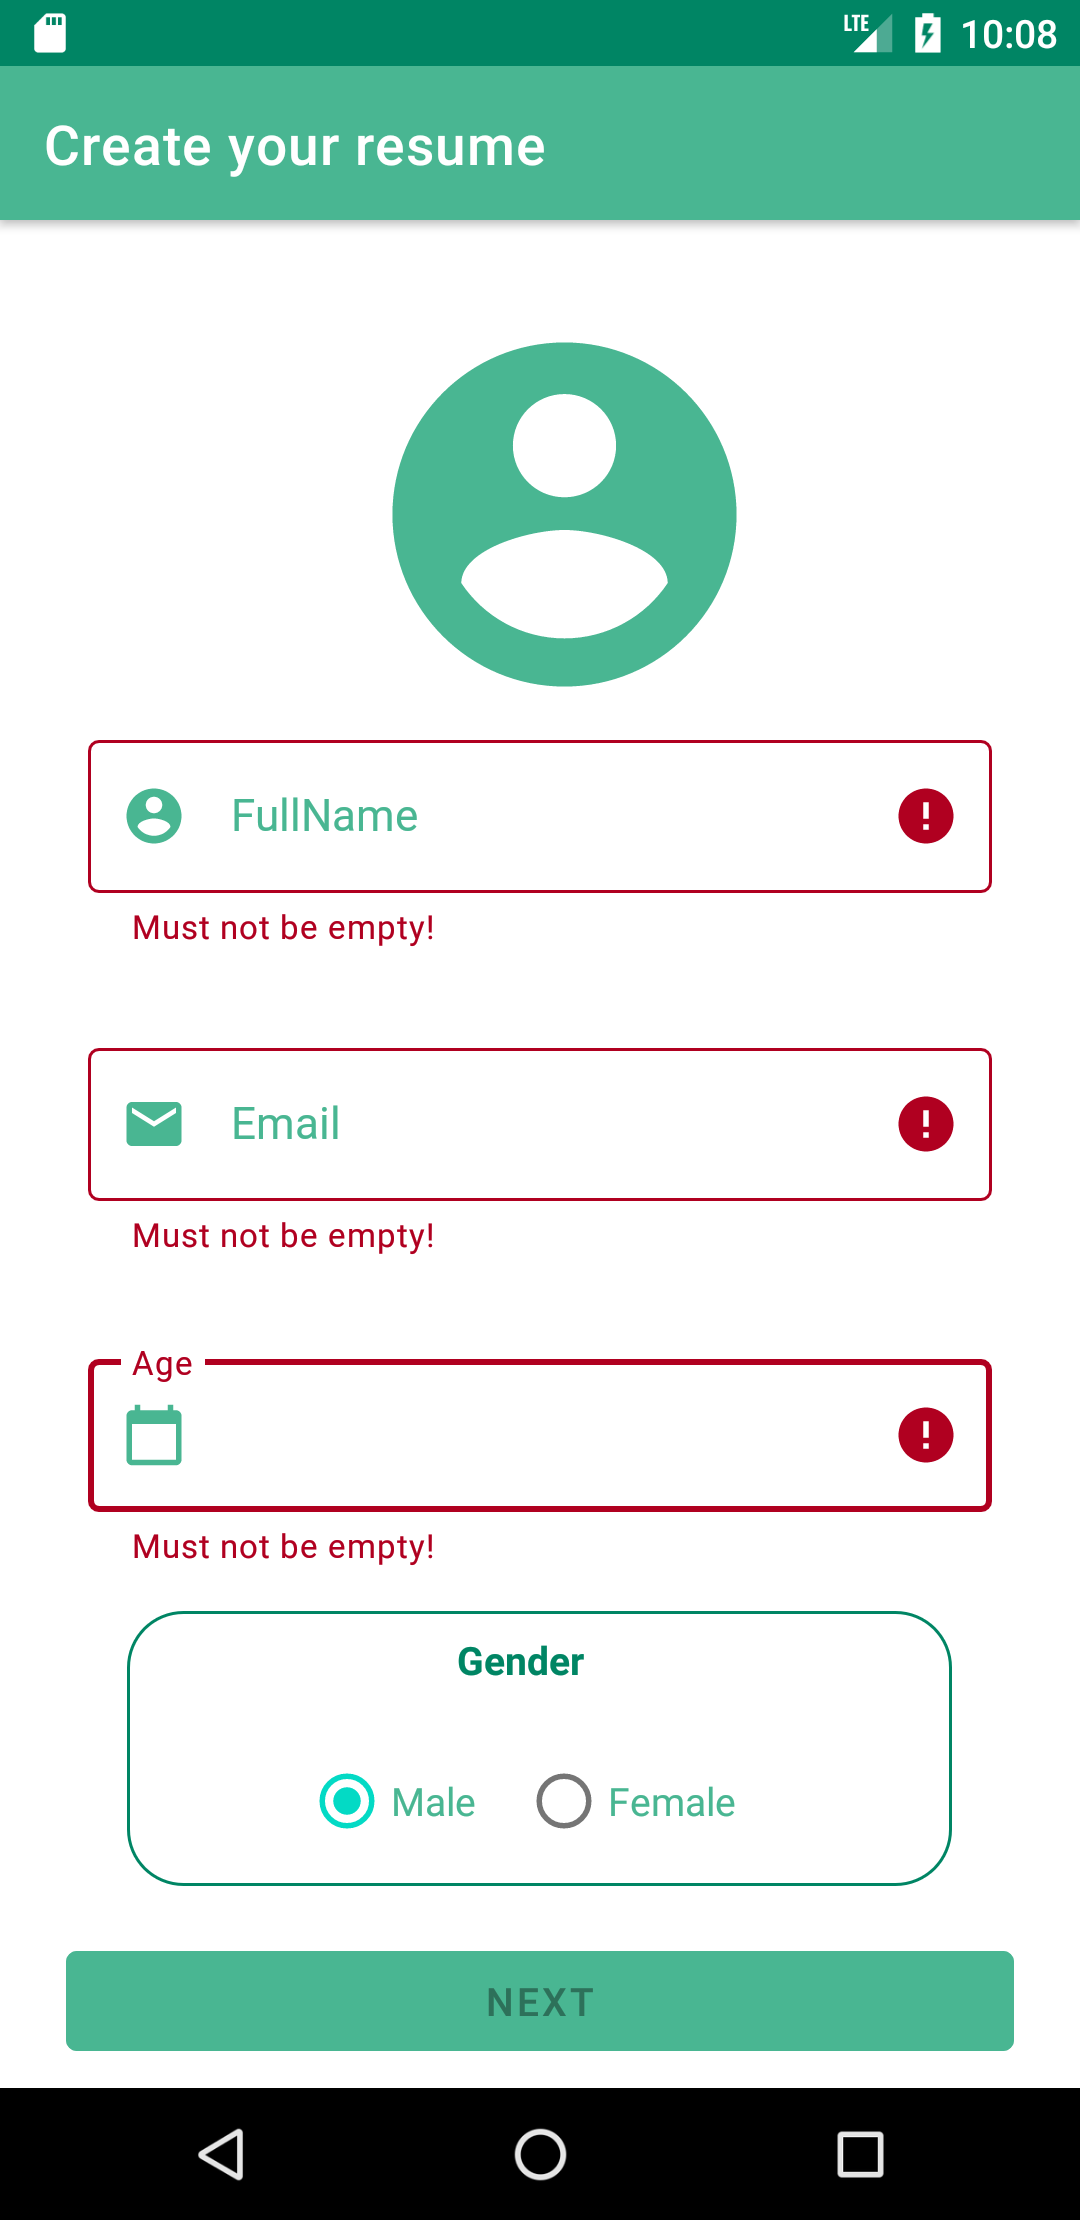 LTE 10:08
Create your resume
FullName
Must not be empty!
Email
Must not be empty!
Age
Must not be empty!
Gender
Male Female
NEXT